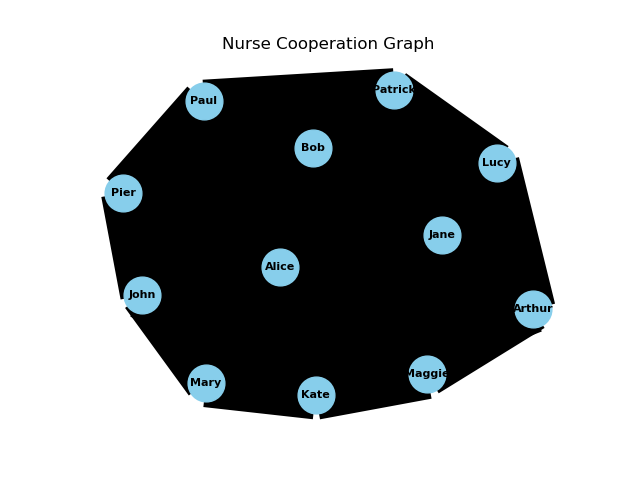 Nurse Cooperation Graph
Patrick
Paul
Bob
Lucy
Pier
Jane
Alice
John
Arthur
Maggie
Mary
Kate